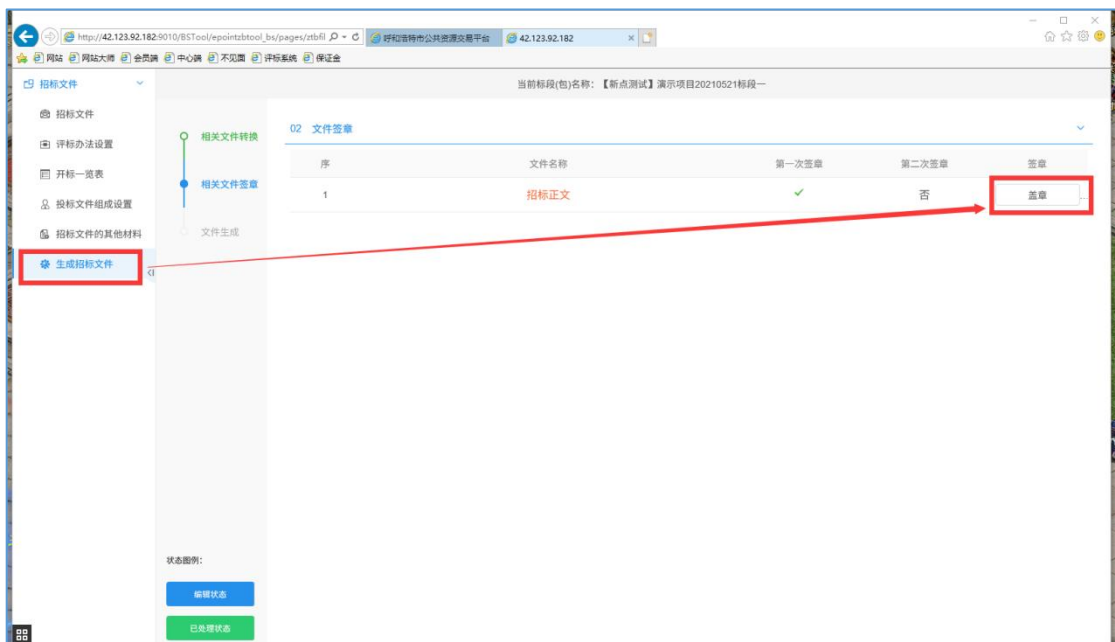 http://42.123.92.182:9010/BSTool/epointzbtool_bs/pages/ztbfil
呼和浩特市公共资源交易平台
42.123.92.182
网站 网站大师 会员端 中心端 不见面 评标系统 保证金
招标文件
当前标段(包)名称：【新点测试】演示项目20210521标段一
招标文件
评标办法设置
开标一览表
投标文件组成设置
招标文件的其他材料
生成招标文件
相关文件转换
相关文件签章
文件生成
02 文件签章
序 文件名称 第一次签章 第二次签章 签章
1 招标正文 否 盖章
状态图例：
编辑状态
已处理状态